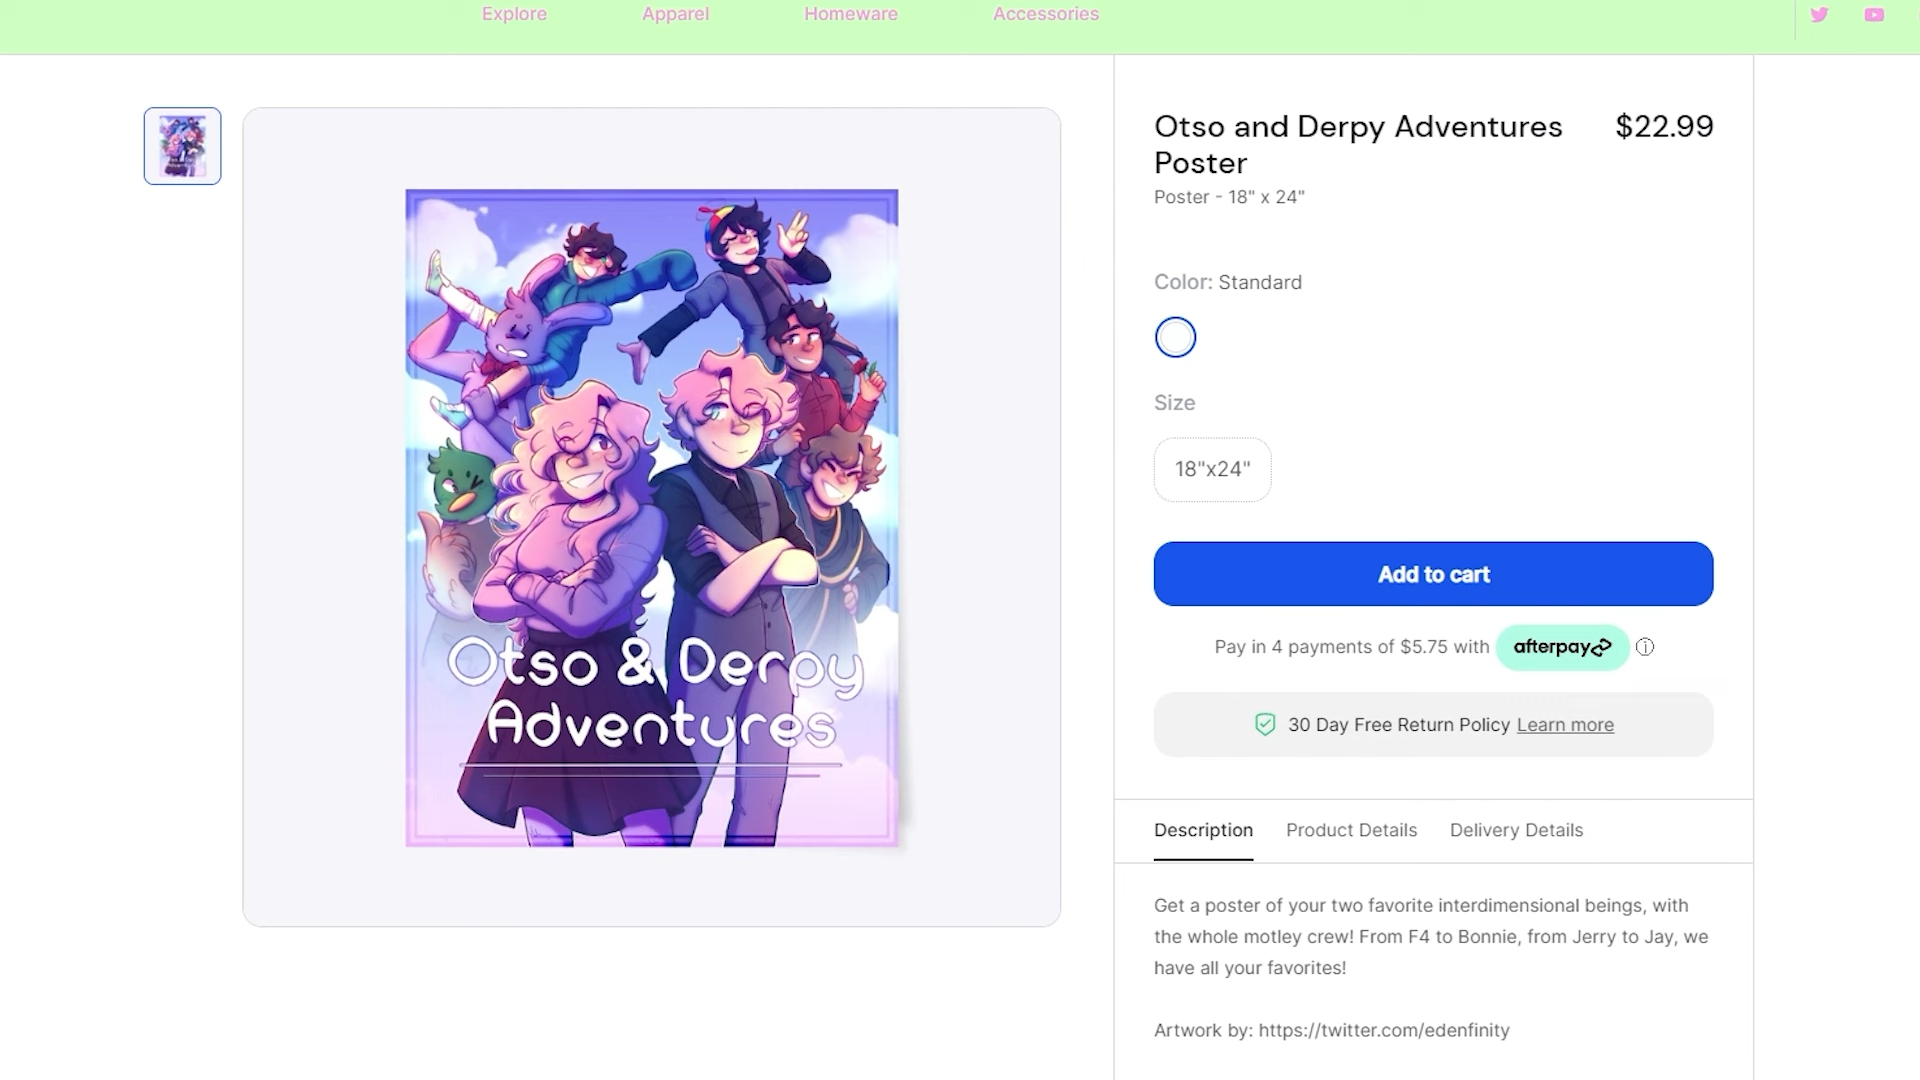 Explore Apparel Homeware Accessories
Otso & Derpy
Adventures
Otso and Derpy Adventures
Poster
$22.99
Poster - 18" x 24"
Color: Standard
Size
18"x24"
Add to cart
Pay in 4 payments of $5.75 with afterpay
30 Day Free Return Policy Learn more
Description Product Details Delivery Details
Get a poster of your two favorite interdimensional beings, with
the whole motley crew! From F4 to Bonnie, from Jerry to Jay, we
have all your favorites!
Artwork by: https://twitter.com/edenfinity